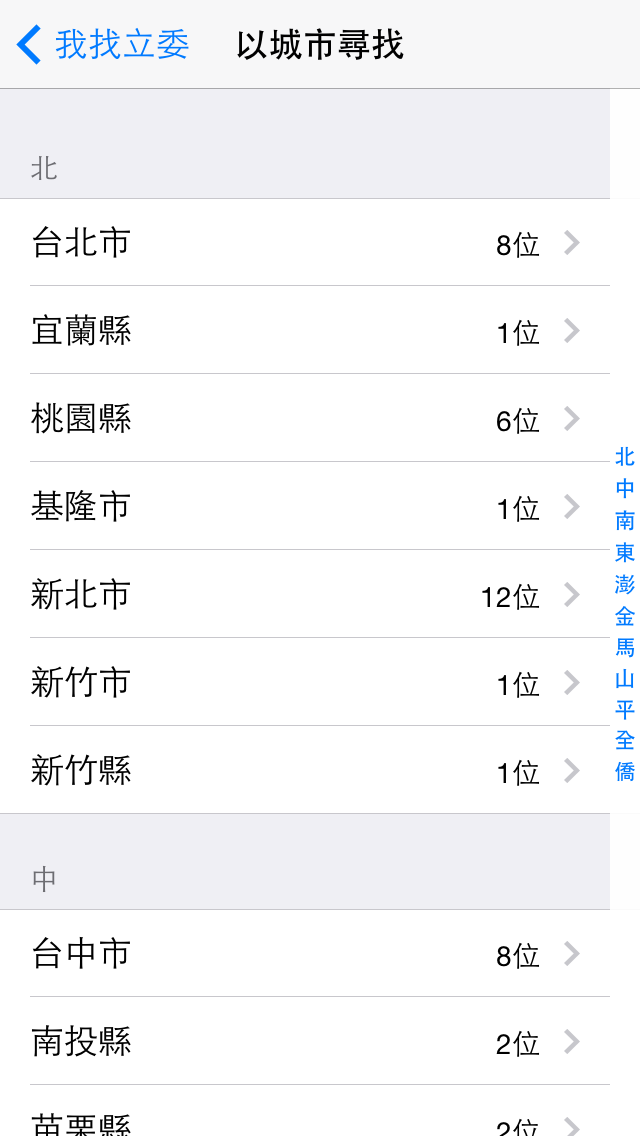 我找立委 以城市尋找
北
台北市 8位
宜蘭縣 1位
桃園縣 6位
基隆市 1位
新北市 12位
新竹市 1位
新竹縣 1位
中
台中市 8位
南投縣 2位
苗栗縣 2位
北
中
南
東
澎
金
馬
山
平
全
僑